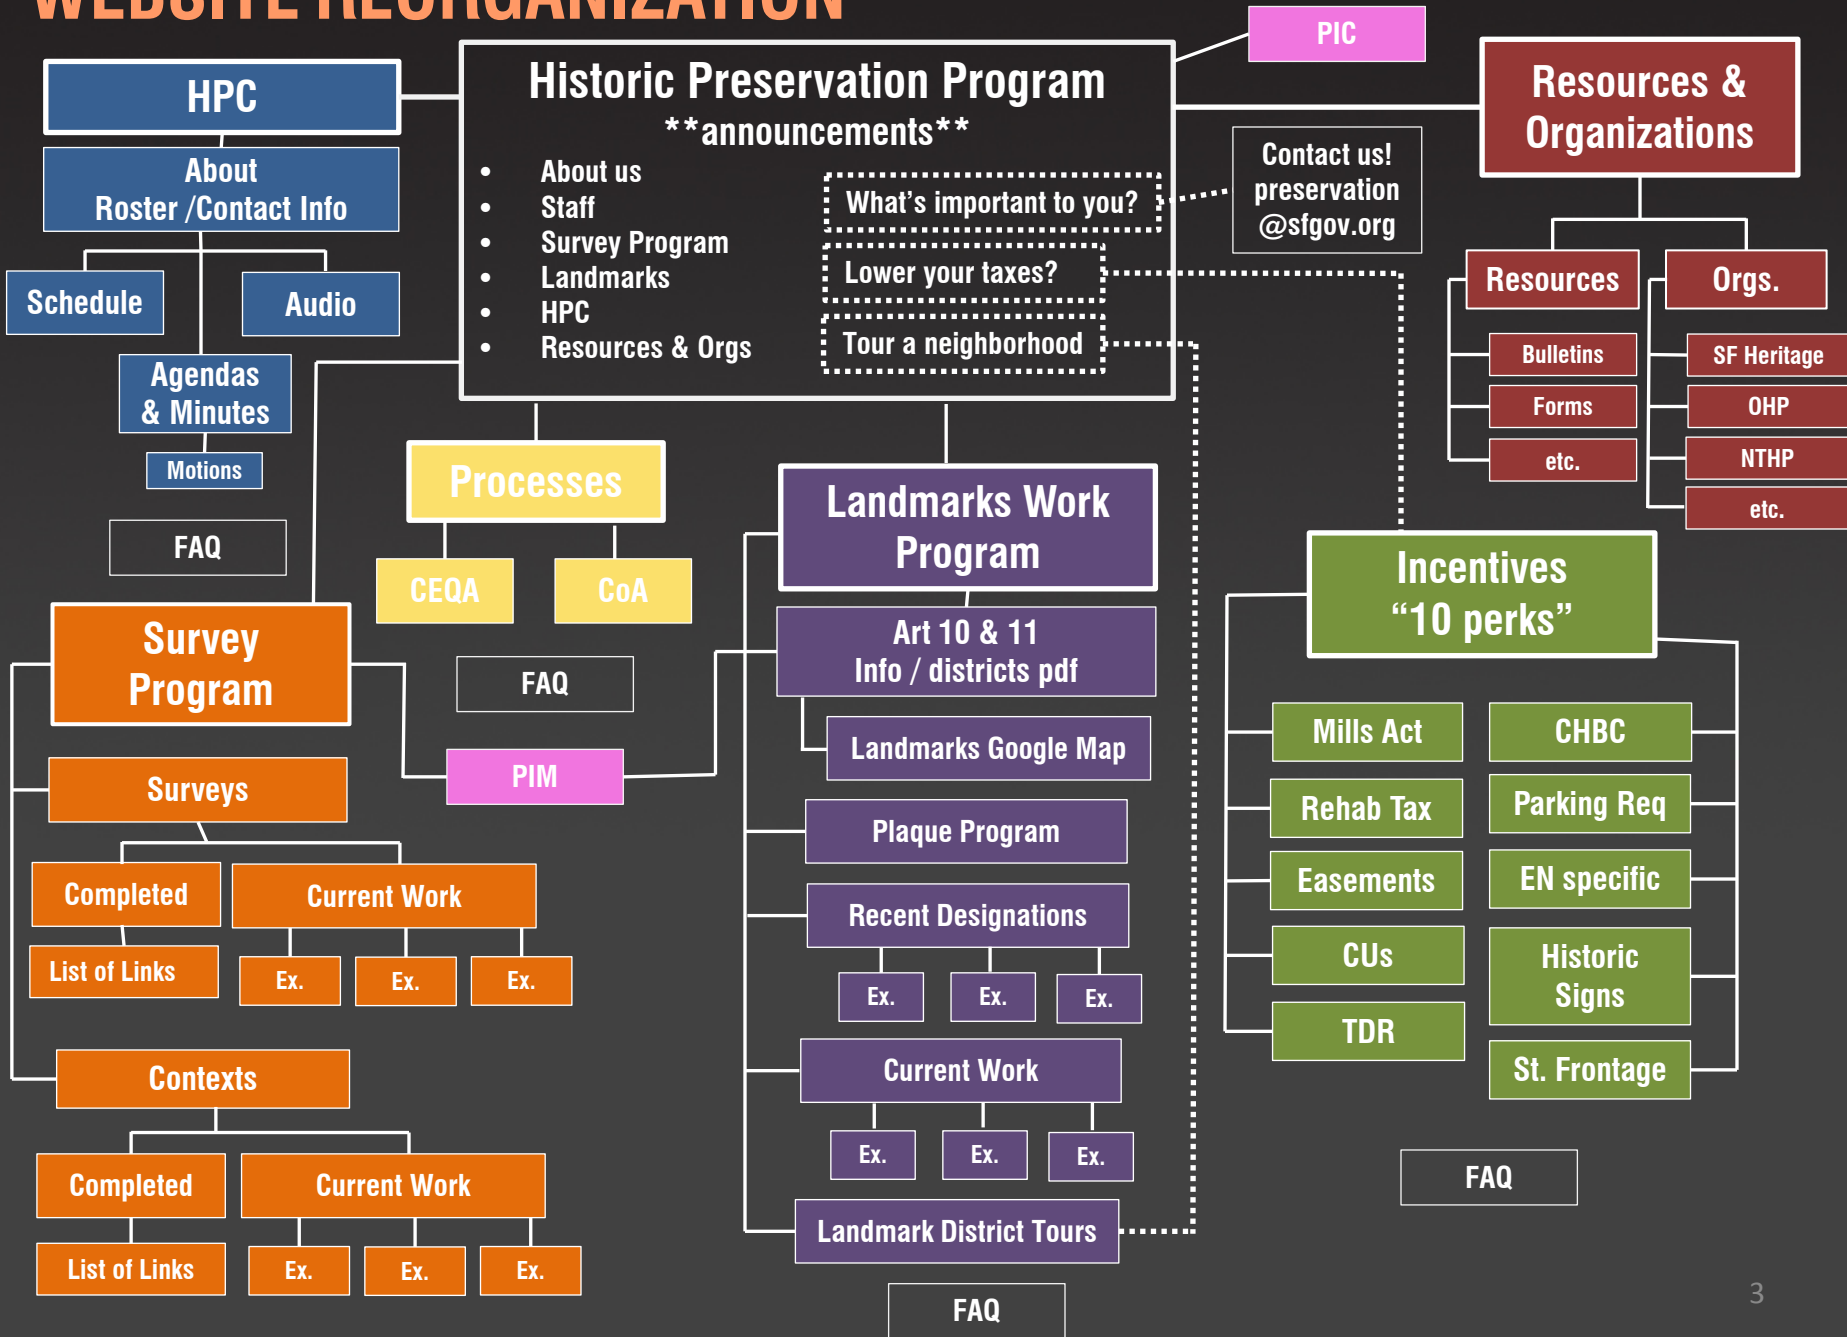 WEBSITE REORGANIZATION
PIC
HPC
About
Roster /Contact Info
Schedule
Audio
Agendas
& Minutes
Motions
FAQ
Historic Preservation Program
**announcements**
• About us
• Staff
• Survey Program
• Landmarks
• HPC
• Resources & Orgs
What's important to you?
Lower your taxes?
Tour a neighborhood
Contact us!
preservation
@sfgov.org
Resources &
Organizations
Resources
Bulletins
Forms
etc.
Orgs.
SF Heritage
OHP
NTHP
etc.
Processes
CEQA
CoA
FAQ
PIM
Survey
Program
Surveys
Completed
List of Links
Current Work
Ex.
Ex.
Ex.
Contexts
Completed
List of Links
Current Work
Ex.
Ex.
Ex.
Landmarks Work
Program
Art 10 & 11
Info / districts pdf
Landmarks Google Map
Plaque Program
Recent Designations
Ex.
Ex.
Ex.
Current Work
Ex.
Ex.
Ex.
Landmark District Tours
FAQ
Incentives
“10 perks”
Mills Act
Rehab Tax
Easements
CUs
TDR
CHBC
Parking Req
EN specific
Historic
Signs
St. Frontage
FAQ
3